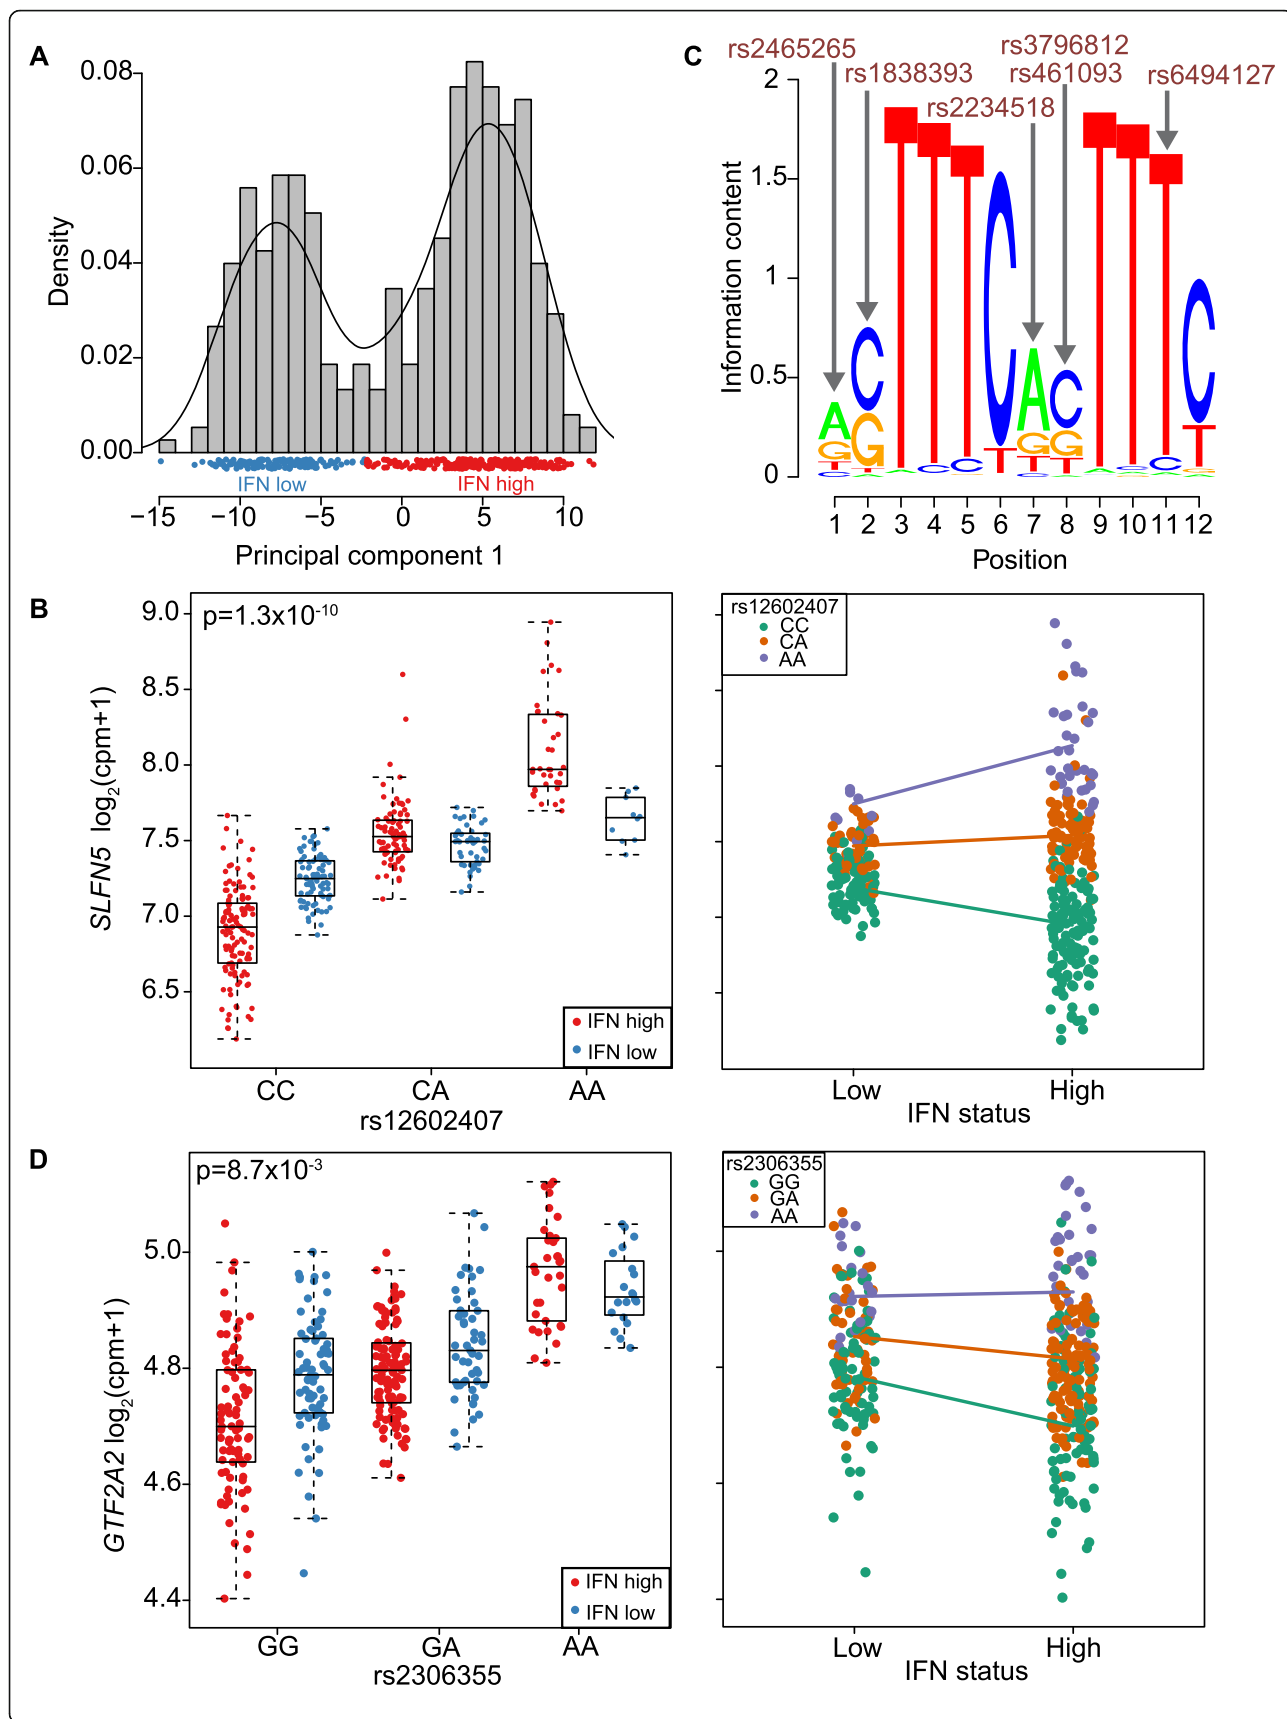 A
0.08
0.06
0.04
0.02
0.00
Density
IFN low
IFN high
−15
−10
−5
0
5
10
Principal component 1
C
rs2465265
rs1838393
rs2234518
rs3796812
rs461093
rs6494127
2
1.5
1
0.5
0
Information content
A G T C
C G T A
T A
T C
T C
C T
A G T C
C G T A
T A
T C A
T C A
C T G A
1 2 3 4 5 6 7 8 9 10 11 12
Position
B
p=1.3x10⁻¹⁰
9.0
8.5
8.0
7.5
7.0
6.5
SLFN5 log₂(cpm+1)
IFN high
IFN low
CC
CA
AA
rs12602407
rs12602407
CC
CA
AA
Low
High
IFN status
D
p=8.7x10⁻³
5.0
4.8
4.6
4.4
GTF2A2 log₂(cpm+1)
IFN high
IFN low
GG
GA
AA
rs2306355
rs2306355
GG
GA
AA
Low
High
IFN status